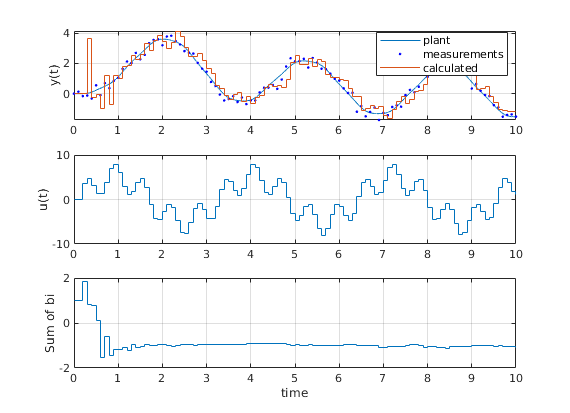 4
2
0
y(t)
plant
measurements
calculated
0 1 2 3 4 5 6 7 8 9 10
10
0
-10
u(t)
0 1 2 3 4 5 6 7 8 9 10
2
0
-2
Sum of bi
0 1 2 3 4 5 6 7 8 9 10
time